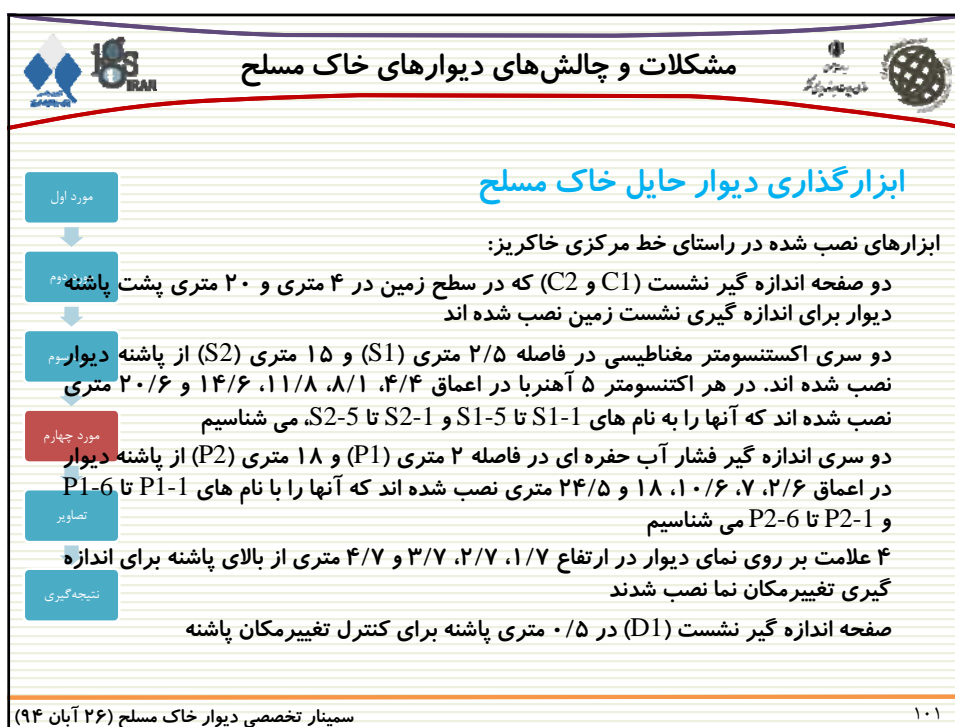 مشکلات و چالش‌های دیوارهای خاک مسلح
IGS
IRAN
ابزارگذاری دیوار حایل خاک مسلح
مورد اول
مورد دوم
سوم
مورد چهارم
تصاویر
نتیجه‌گیری
ابزارهای نصب شده در راستای خط مرکزی خاکریز:
دو صفحه اندازه گیر نشست (C1 و C2) که در سطح زمین در ۴ متری و ۲۰ متری پشت پاشنه
دیوار برای اندازه گیری نشست زمین نصب شده اند
دو سری اکستنسومتر مغناطیسی در فاصله ۲/۵ متری (S1) و ۱۵ متری (S2) از پاشنه دیوار
نصب شده اند. در هر اکتنسومتر ۵ آهنربا در اعماق ۴/۴، ۸/۱، ۱۱/۸، ۱۴/۶ و ۲۰/۶ متری
نصب شده اند که آنها را به نام های S1-1 تا S1-5 و S2-1 تا S2-5، می شناسیم
دو سری اندازه گیر فشار آب حفره ای در فاصله ۲ متری (P1) و ۱۸ متری (P2) از پاشنه دیوار
در اعماق ۲/۶، ۷، ۱۰/۶، ۱۸ و ۲۴/۵ متری نصب شده اند که آنها را با نام های P1-1 تا P1-6
و P2-1 تا P2-6 می شناسیم
۴ علامت بر روی نمای دیوار در ارتفاع ۱/۷، ۲/۷، ۳/۷ و ۴/۷ متری از بالای پاشنه برای اندازه
گیری تغییرمکان نما نصب شدند
صفحه اندازه گیر نشست (D1) در ۰/۵ متری پاشنه برای کنترل تغییرمکان پاشنه
سمینار تخصصی دیوار خاک مسلح (۲۶ آبان ۹۴)
۱۰۱